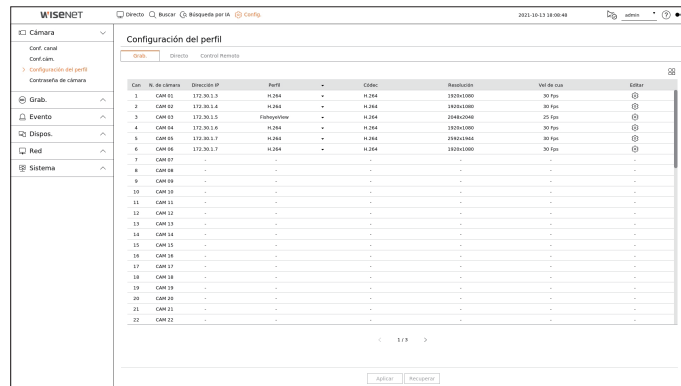 WISENET
Directo Buscar Búsqueda por IA Config. 2021-10-13 18:08:48 admin
Cámara
Conf. canal
Conf.cám.
> Configuración del perfil
Contraseña de cámara
Grab.
Evento
Dispos.
Red
Sistema
Configuración del perfil
Grab. Directo Control Remoto
Can N. de cámara Dirección IP Perfil Códec Resolución Vel de cua Editar
1 CAM 01 172.30.1.3 H.264 H.264 1920x1080 30 Fps
2 CAM 02 172.30.1.4 H.264 H.264 1920x1080 30 Fps
3 CAM 03 172.30.1.5 FisheyeView H.264 2048x2048 25 Fps
4 CAM 04 172.30.1.6 H.264 H.264 1920x1080 30 Fps
5 CAM 05 172.30.1.7 H.264 H.264 2592x1944 30 Fps
6 CAM 06 172.30.1.7 H.264 H.264 1920x1080 30 Fps
7 CAM 07 - - - - - -
8 CAM 08 - - - - - -
9 CAM 09 - - - - - -
10 CAM 10 - - - - - -
11 CAM 11 - - - - - -
12 CAM 12 - - - - - -
13 CAM 13 - - - - - -
14 CAM 14 - - - - - -
15 CAM 15 - - - - - -
16 CAM 16 - - - - - -
17 CAM 17 - - - - - -
18 CAM 18 - - - - - -
19 CAM 19 - - - - - -
20 CAM 20 - - - - - -
21 CAM 21 - - - - - -
22 CAM 22 - - - - - -
< 1/3 >
Aplicar Recuperar